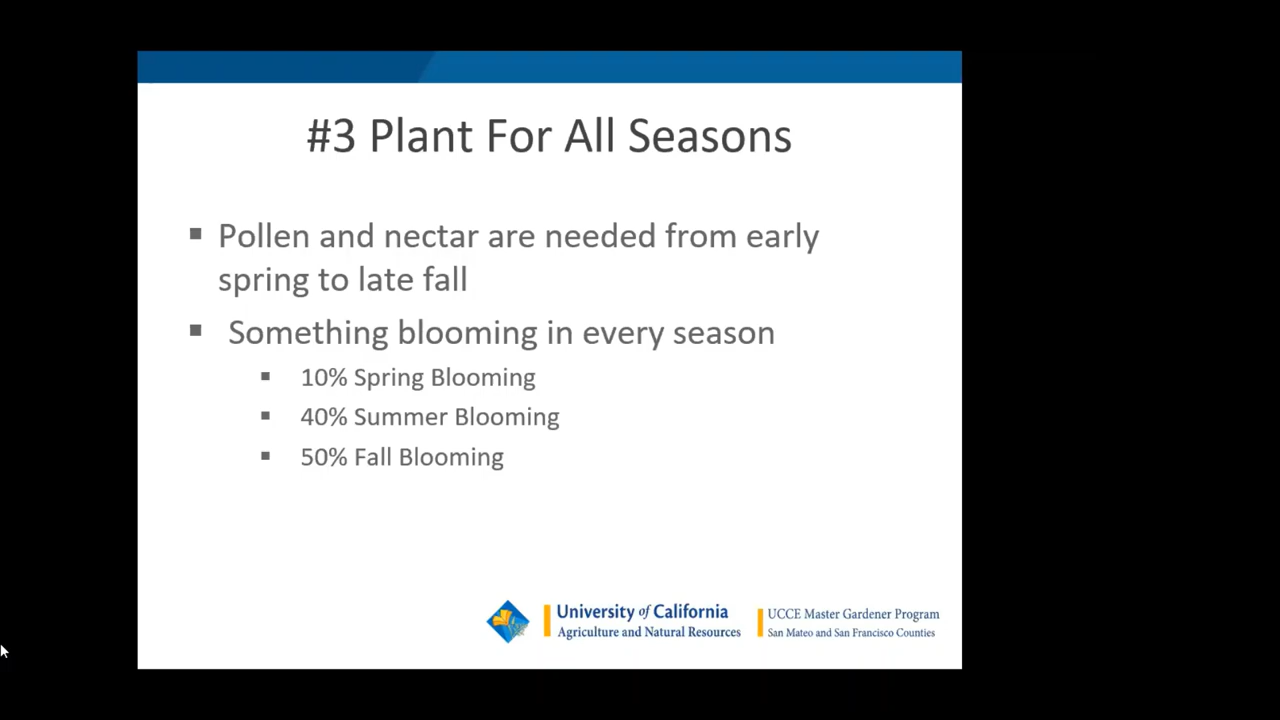 #3 Plant For All Seasons
▪ Pollen and nectar are needed from early
spring to late fall
▪ Something blooming in every season
▪ 10% Spring Blooming
▪ 40% Summer Blooming
▪ 50% Fall Blooming
University of California
Agriculture and Natural Resources
UCCE Master Gardener Program
San Mateo and San Francisco Counties